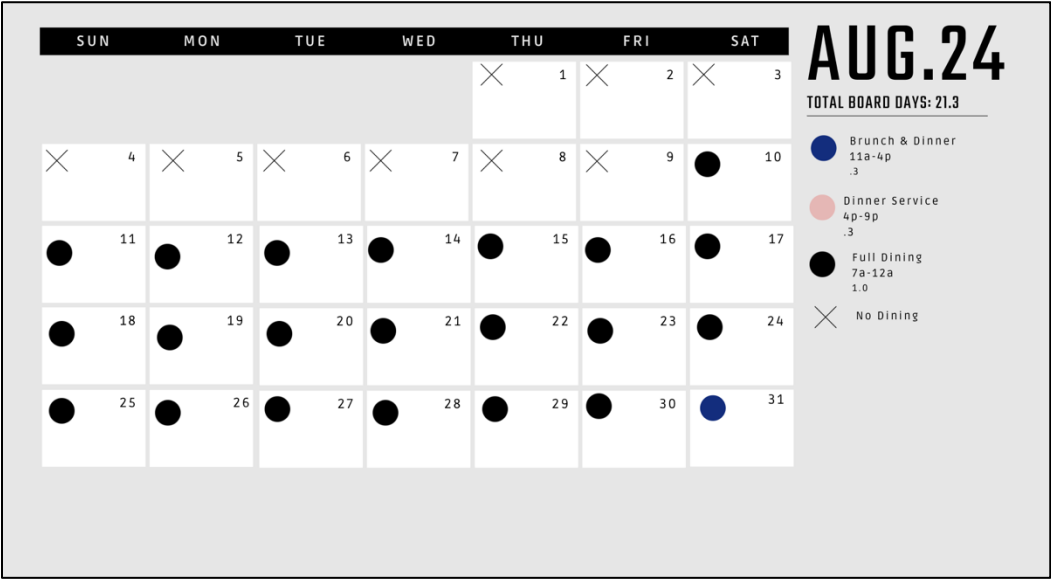 SUN MON TUE WED THU FRI SAT
1 2 3
4 5 6 7 8 9 10
11 12 13 14 15 16 17
18 19 20 21 22 23 24
25 26 27 28 29 30 31
AUG.24
TOTAL BOARD DAYS: 21.3
Brunch & Dinner
11a-4p
.3
Dinner Service
4p-9p
.3
Full Dining
7a-12a
1.0
No Dining